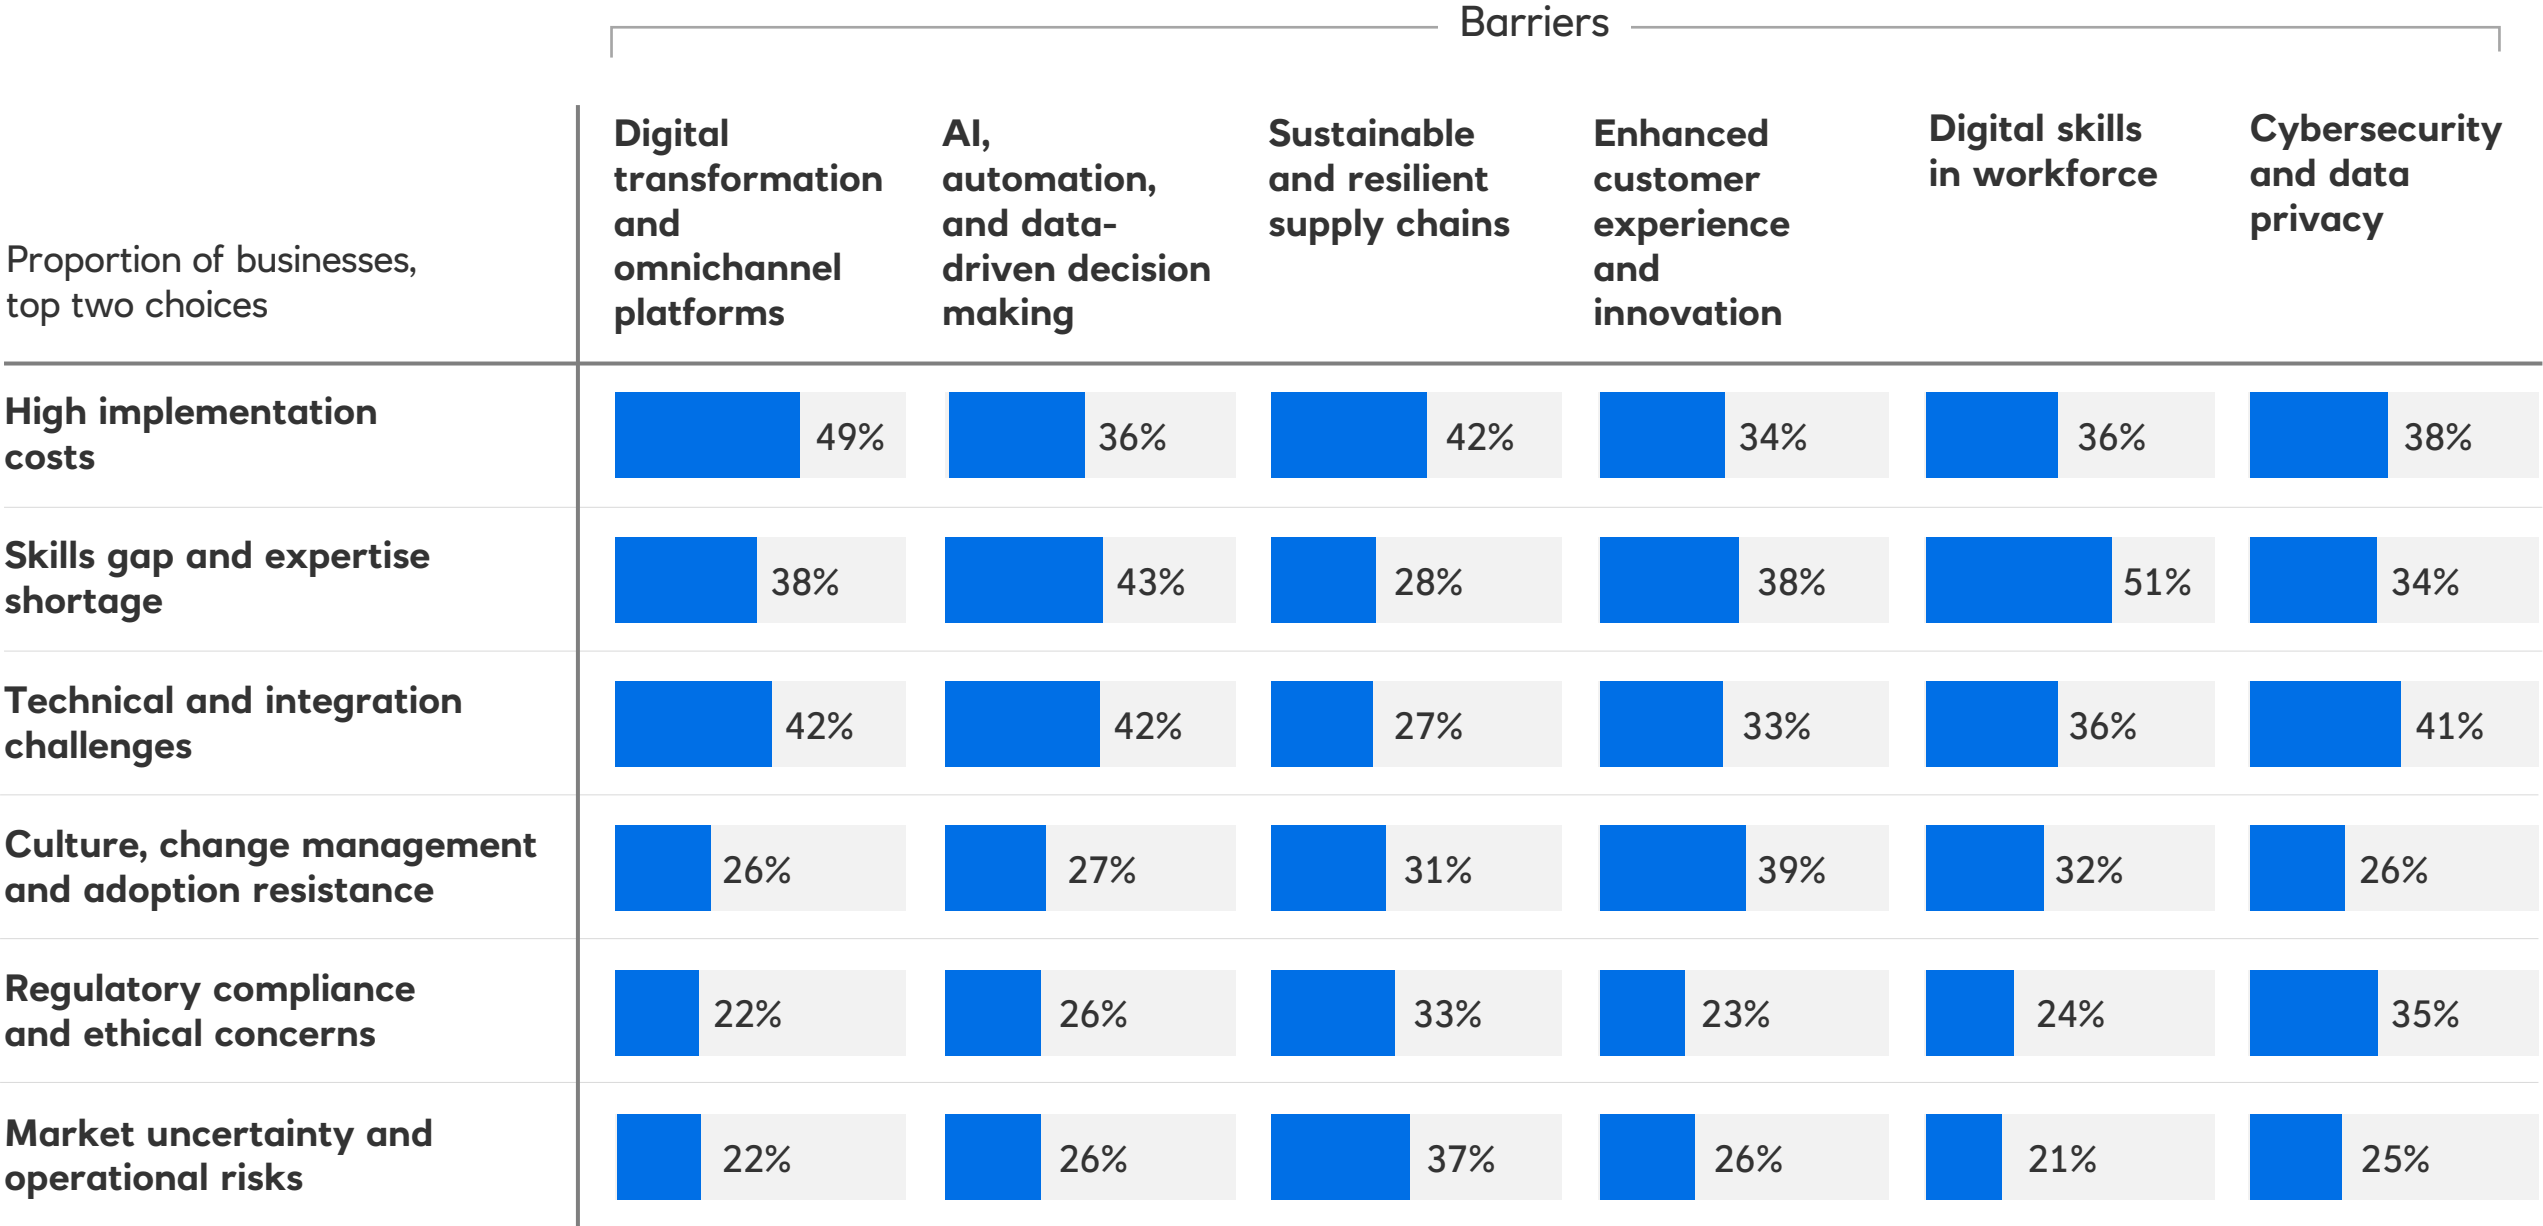 Barriers
Digital
transformation
and
omnichannel
platforms
AI,
automation,
and data-
driven decision
making
Sustainable
and resilient
supply chains
Enhanced
customer
experience
and
innovation
Digital skills
in workforce
Cybersecurity
and data
privacy
Proportion of businesses,
top two choices
High implementation
costs
49% 36% 42% 34% 36% 38%
Skills gap and expertise
shortage
38% 43% 28% 38% 51% 34%
Technical and integration
challenges
42% 42% 27% 33% 36% 41%
Culture, change management
and adoption resistance
26% 27% 31% 39% 32% 26%
Regulatory compliance
and ethical concerns
22% 26% 33% 23% 24% 35%
Market uncertainty and
operational risks
22% 26% 37% 26% 21% 25%